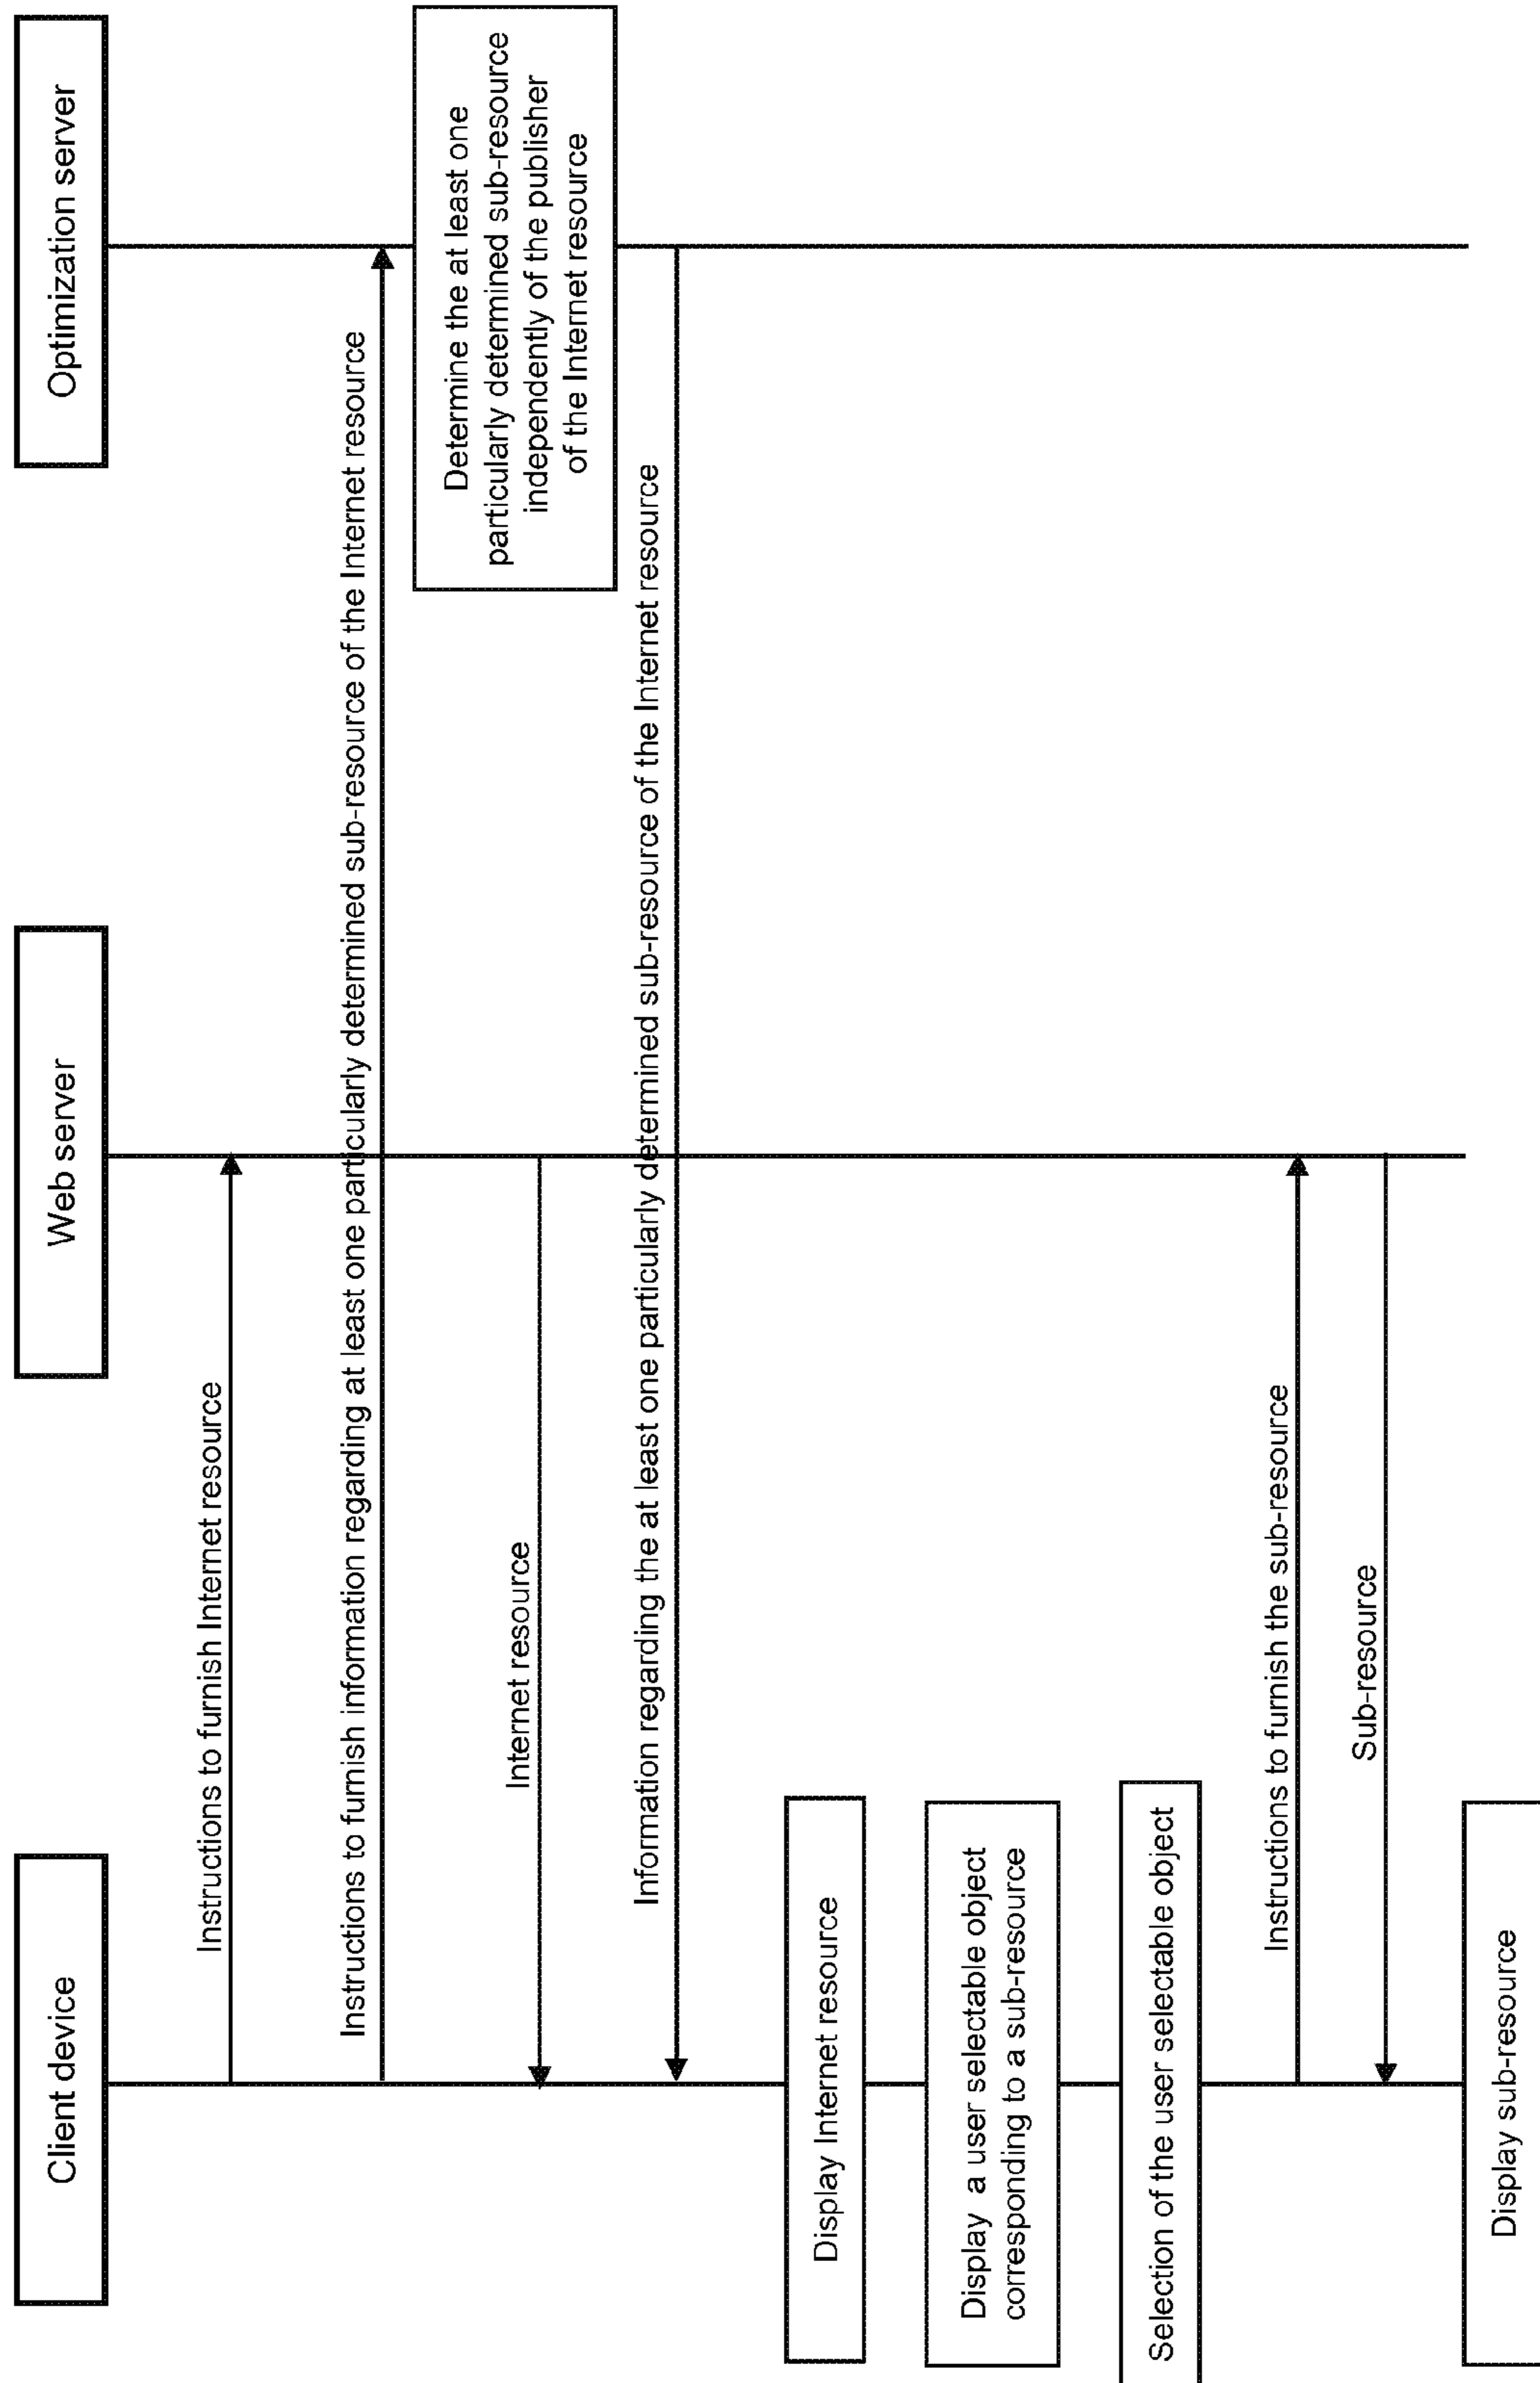 Client device
Web server
Optimization server
Instructions to furnish Internet resource
Instructions to furnish information regarding at least one particularly determined sub-resource of the Internet resource
Determine the at least one
particularly determined sub-resource
independently of the publisher
of the Internet resource
Internet resource
Information regarding the at least one particularly determined sub-resource of the Internet resource
Display Internet resource
Display a user selectable object
corresponding to a sub-resource
Selection of the user selectable object
Instructions to furnish the sub-resource
Sub-resource
Display sub-resource